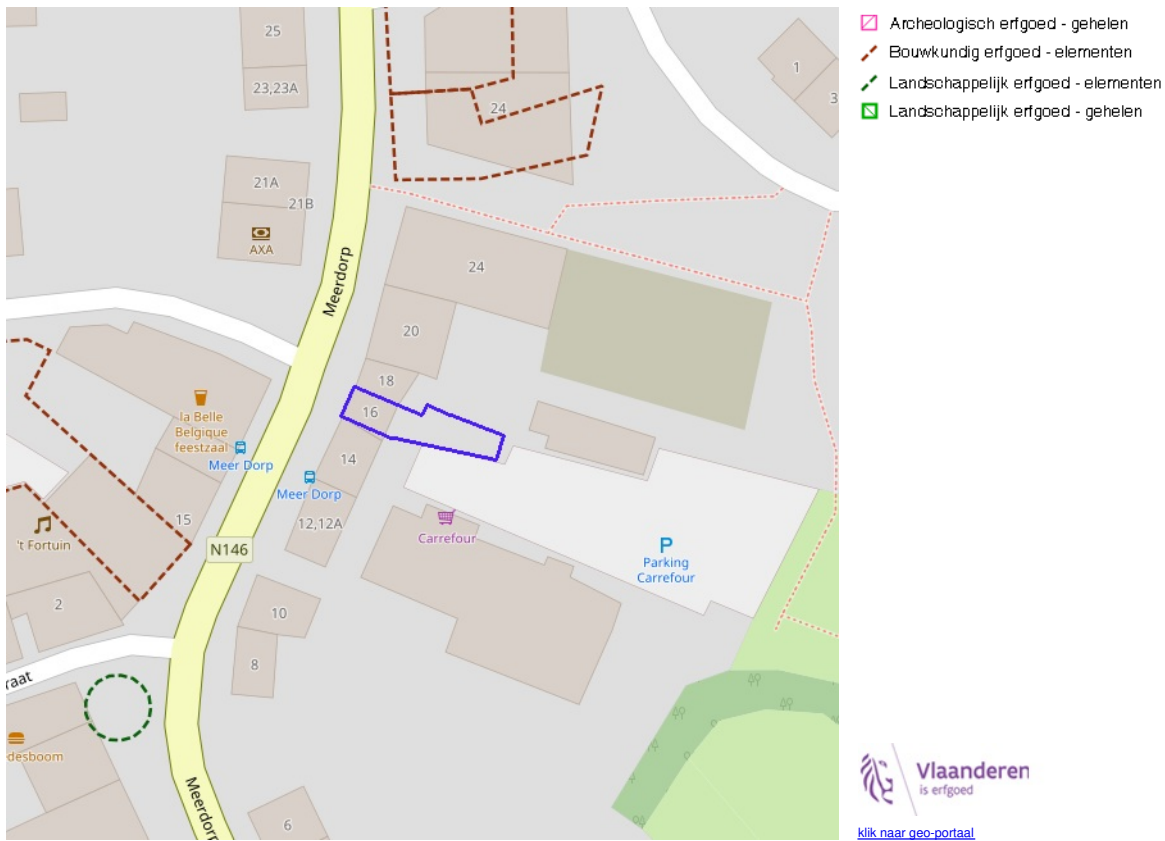 25
23,23A
24
1
3
21A
21B
AXA
Meerdorp
24
20
18
16
la Belle
Belgique
feestzaal
Meer Dorp
14
Meer Dorp
12,12A
15
't Fortuin
N146
Carrefour
P
Parking
Carrefour
2
10
8
raat
desboom
Meerdorp
6
Archeologisch erfgoed - gehelen
Bouwkundig erfgoed - elementen
Landschappelijk erfgoed - elementen
Landschappelijk erfgoed - gehelen
Vlaanderen
is erfgoed
klik naar geo-portaal